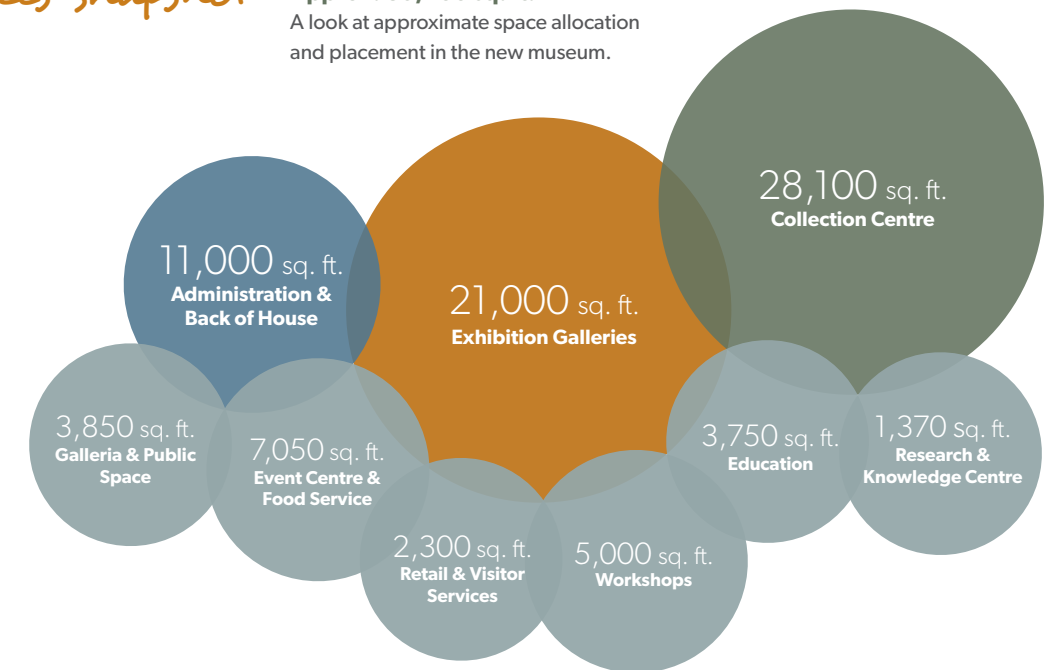 snapshot
A look at approximate space allocation
and placement in the new museum.
28,100 sq. ft.
Collection Centre
11,000 sq. ft.
Administration &
Back of House
21,000 sq. ft.
Exhibition Galleries
3,850 sq. ft.
Galleria & Public
Space
7,050 sq. ft.
Event Centre &
Food Service
2,300 sq. ft.
Retail & Visitor
Services
5,000 sq. ft.
Workshops
3,750 sq. ft.
Education
1,370 sq. ft.
Research &
Knowledge Centre